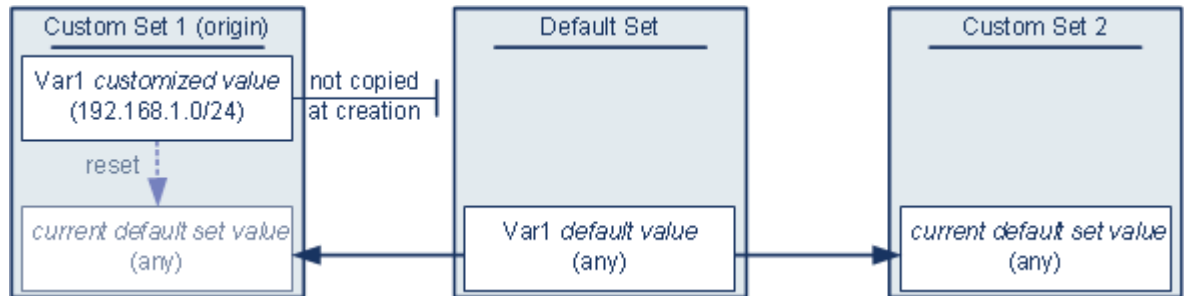 Custom Set 1 (origin)
Var1 customized value
(192.168.1.0/24)
not copied
at creation
reset
current default set value
(any)
Default Set
Var1 default value
(any)
Custom Set 2
current default set value
(any)